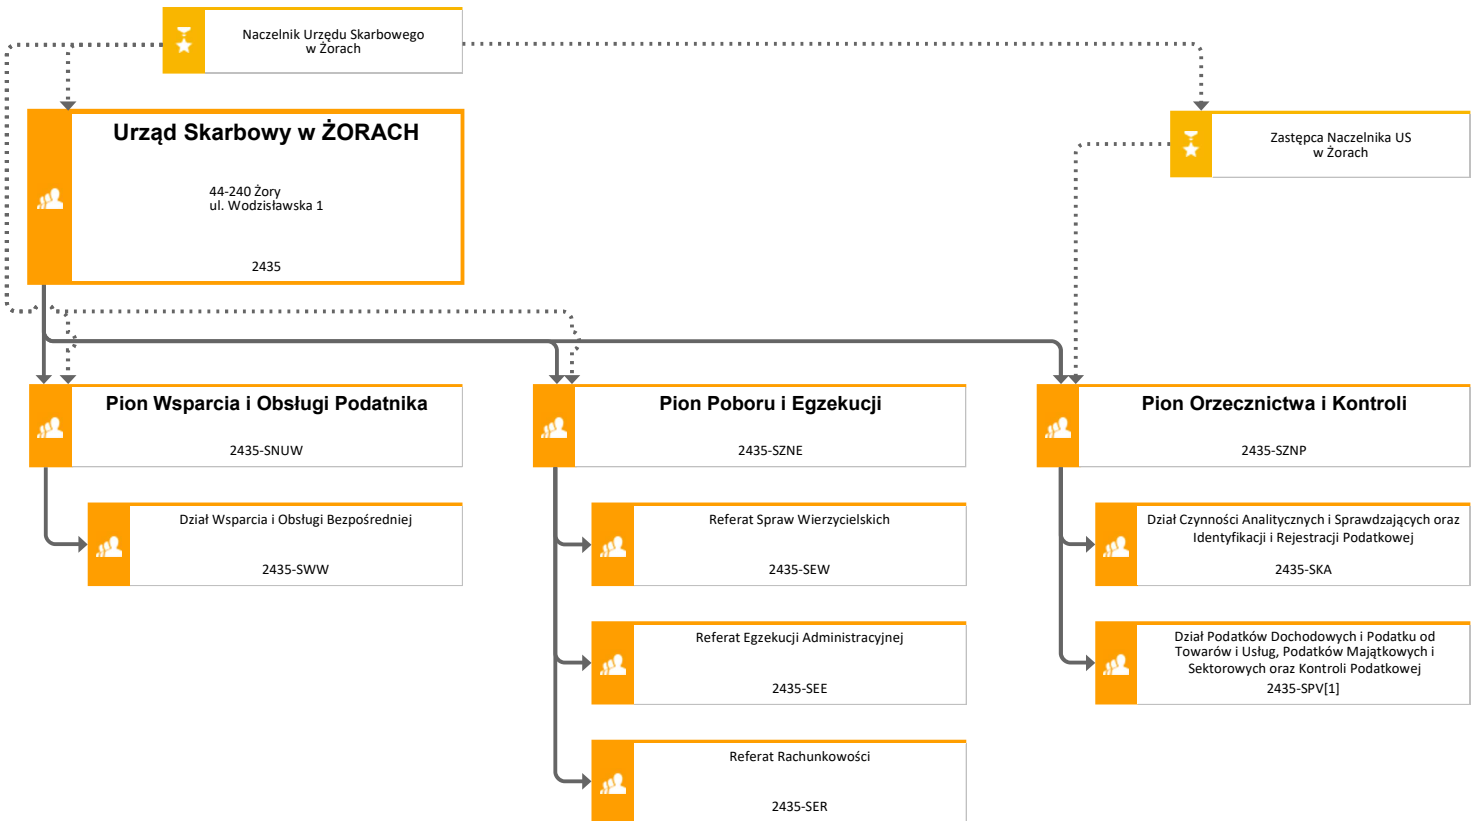 Naczelnik Urzędu Skarbowego
w Żorach
Urząd Skarbowy w ŻORACH
44-240 Żory
ul. Wodzisławska 1
2435
Zastępca Naczelnika US
w Żorach
Pion Wsparcia i Obsługi Podatnika
2435-SNUW
Dział Wsparcia i Obsługi Bezpośredniej
2435-SWW
Pion Poboru i Egzekucji
2435-SZNE
Referat Spraw Wierzycielskich
2435-SEW
Referat Egzekucji Administracyjnej
2435-SEE
Referat Rachunkowości
2435-SER
Pion Orzecznictwa i Kontroli
2435-SZNP
Dział Czynności Analitycznych i Sprawdzających oraz
Identyfikacji i Rejestracji Podatkowej
2435-SKA
Dział Podatków Dochodowych i Podatku od
Towarów i Usług, Podatków Majątkowych i
Sektorowych oraz Kontroli Podatkowej
2435-SPV[1]